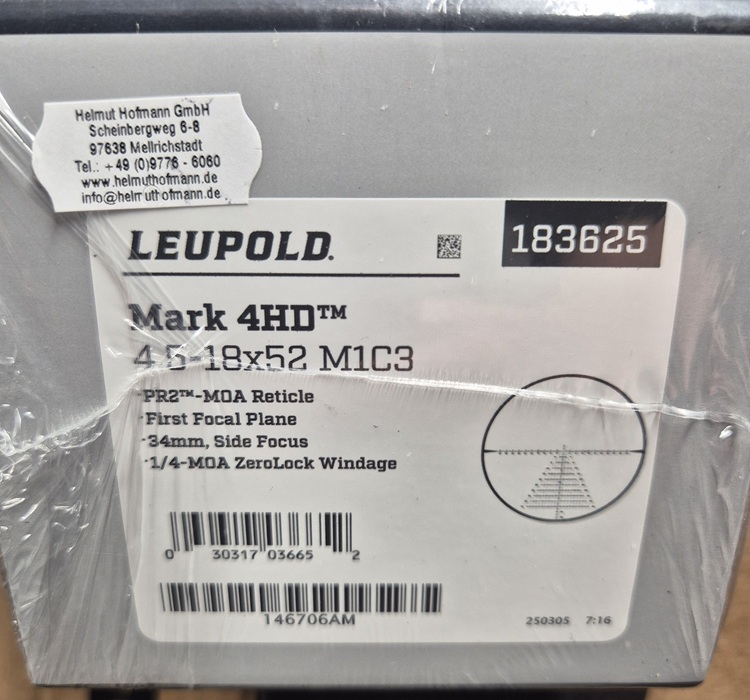 Helmut Hofmann GmbH
Scheinbergweg 6-8
97638 Mellrichstadt
Tel.: +49 (0)9776 - 6060
www.helmuthofmann.de
info@helmuthofmann.de
LEUPOLD.
183625
Mark 4HD™
4.5-18x52 M1C3
·PR2™-MOA Reticle
·First Focal Plane
·34mm, Side Focus
·1/4-MOA ZeroLock Windage
0 30317 03665 2
146706AM
250305 7:16